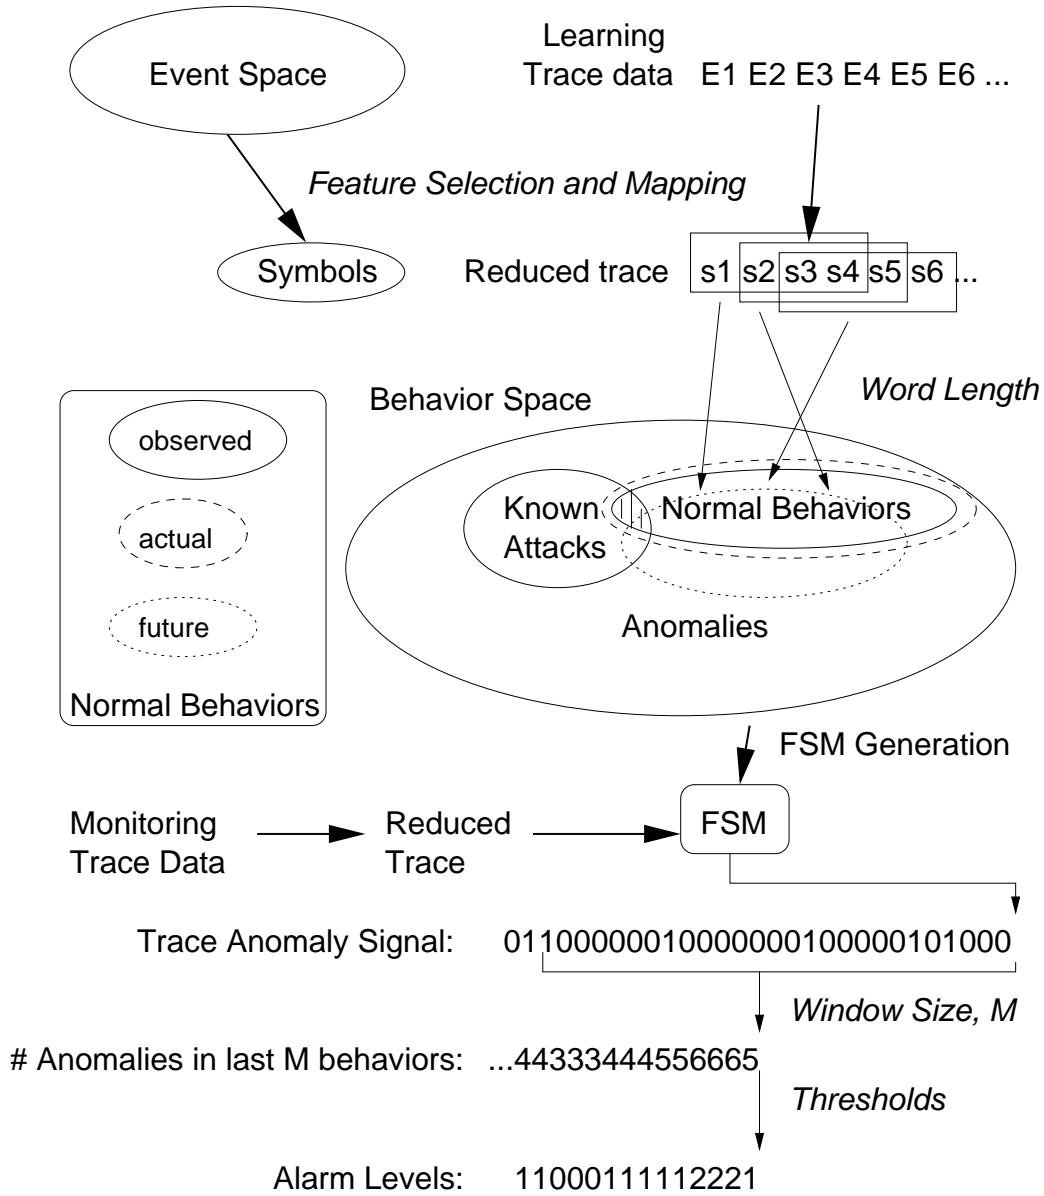 Event Space
Learning
Trace data E1 E2 E3 E4 E5 E6 ...
Feature Selection and Mapping
Symbols
Reduced trace s1 s2 s3 s4 s5 s6 ...
Word Length
Behavior Space
observed
actual
future
Normal Behaviors
Known
Attacks
Normal Behaviors
Anomalies
FSM Generation
Monitoring
Trace Data
Reduced
Trace
FSM
Trace Anomaly Signal: 01100000010000000100000101000
Window Size, M
# Anomalies in last M behaviors: ...44333444556665
Thresholds
Alarm Levels: 11000111112221